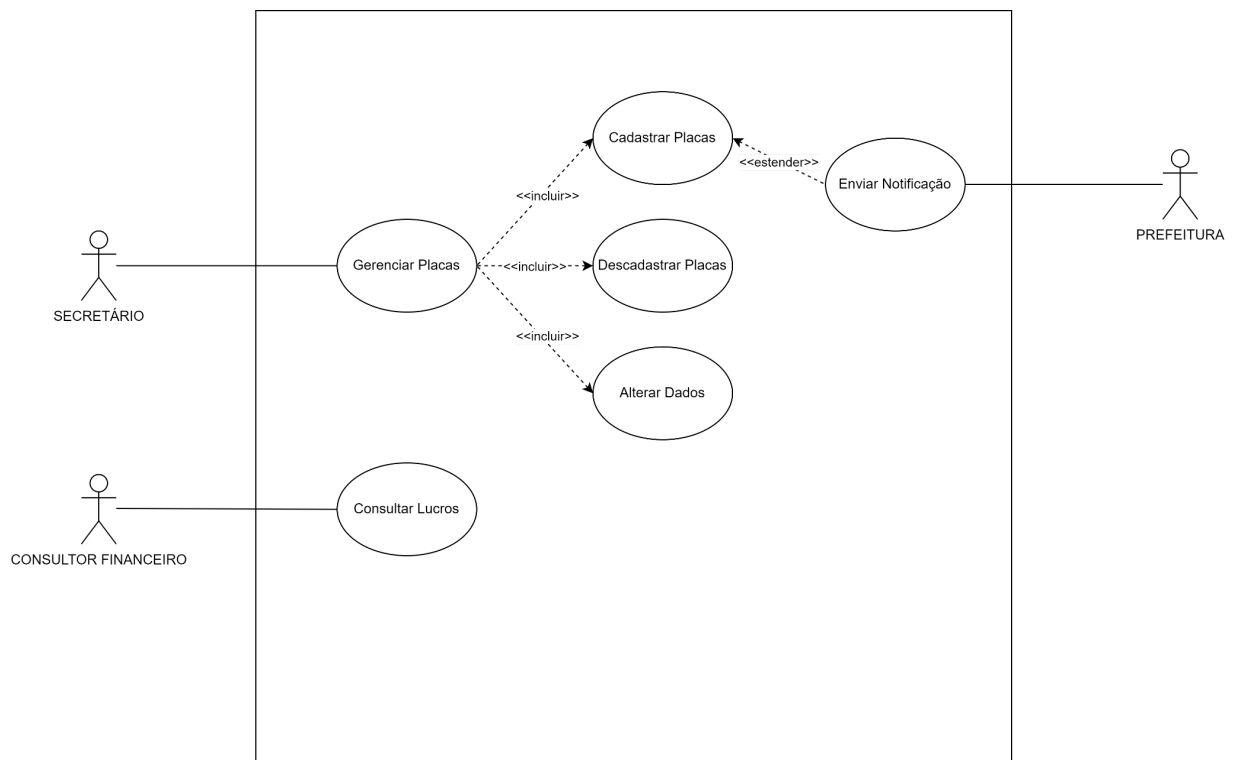 Cadastrar Placas
<<estender>>
Enviar Notificação
<<incluir>>
PREFEITURA
Gerenciar Placas
<<incluir>>
Descadastrar Placas
SECRETÁRIO
<<incluir>>
Alterar Dados
Consultar Lucros
CONSULTOR FINANCEIRO